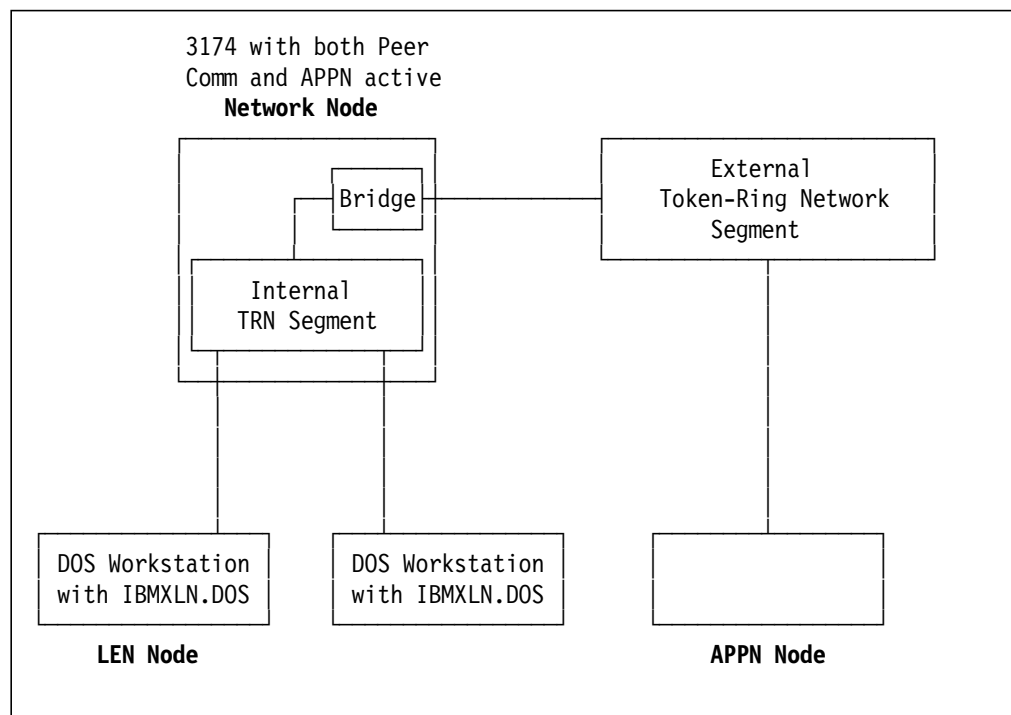 3174 with both Peer
Comm and APPN active
Network Node
Bridge
External
Token-Ring Network
Segment
Internal
TRN Segment
DOS Workstation
with IBMXLN.DOS
DOS Workstation
with IBMXLN.DOS
LEN Node
APPN Node